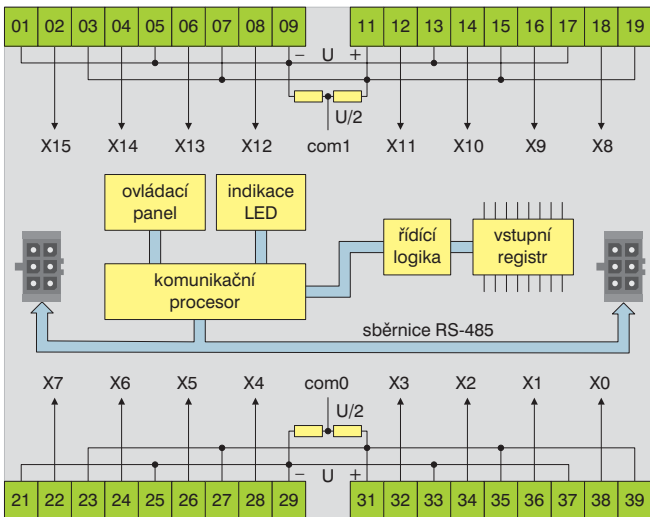 01 02 03 04 05 06 07 08 09 11 12 13 14 15 16 17 18 19
– U +
U/2
X15 X14 X13 X12 com1 X11 X10 X9 X8
ovládací
panel
indikace
LED
řídící
logika
vstupní
registr
komunikační
procesor
sběrnice RS-485
X7 X6 X5 X4 com0 X3 X2 X1 X0
U/2
– U +
21 22 23 24 25 26 27 28 29 31 32 33 34 35 36 37 38 39